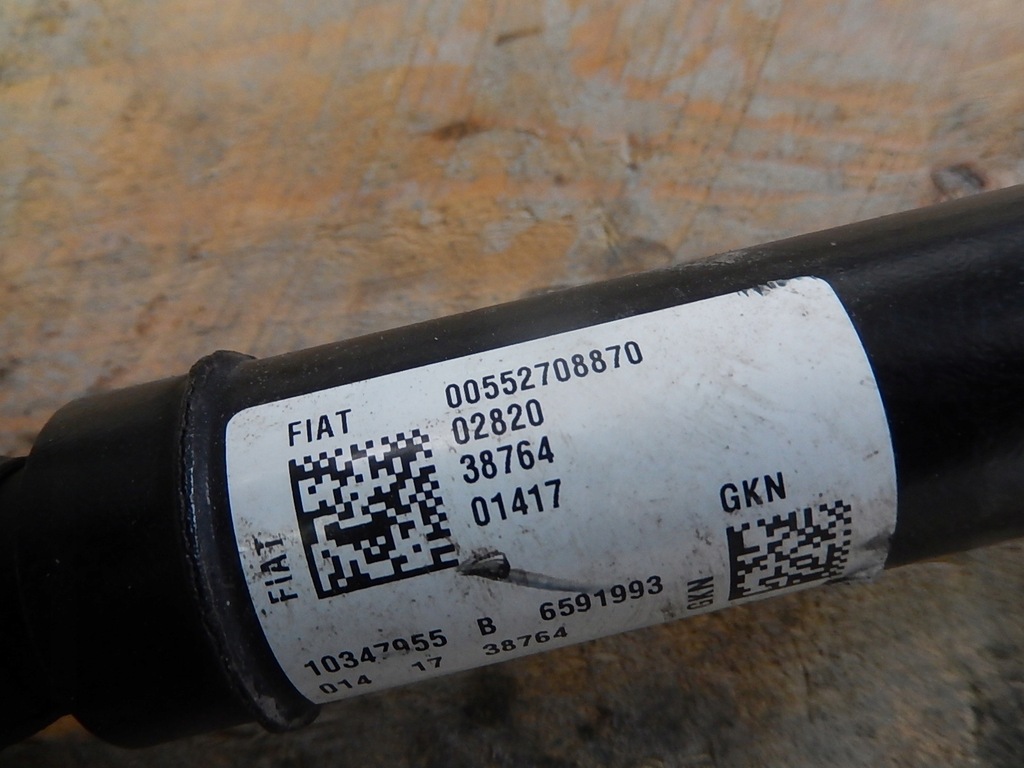 FIAT 00552708870
02820
38764
01417
FIAT
GKN
GKN
10347955 B 6591993
014 17 38764